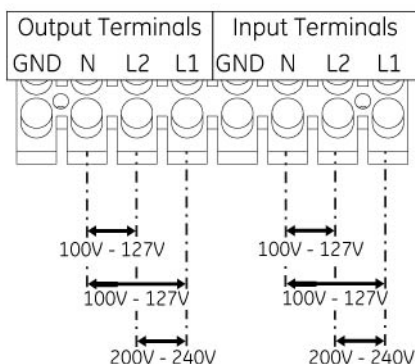 Output Terminals Input Terminals
GND N L2 L1 GND N L2 L1
100V - 127V 100V - 127V
100V - 127V 100V - 127V
200V - 240V 200V - 240V